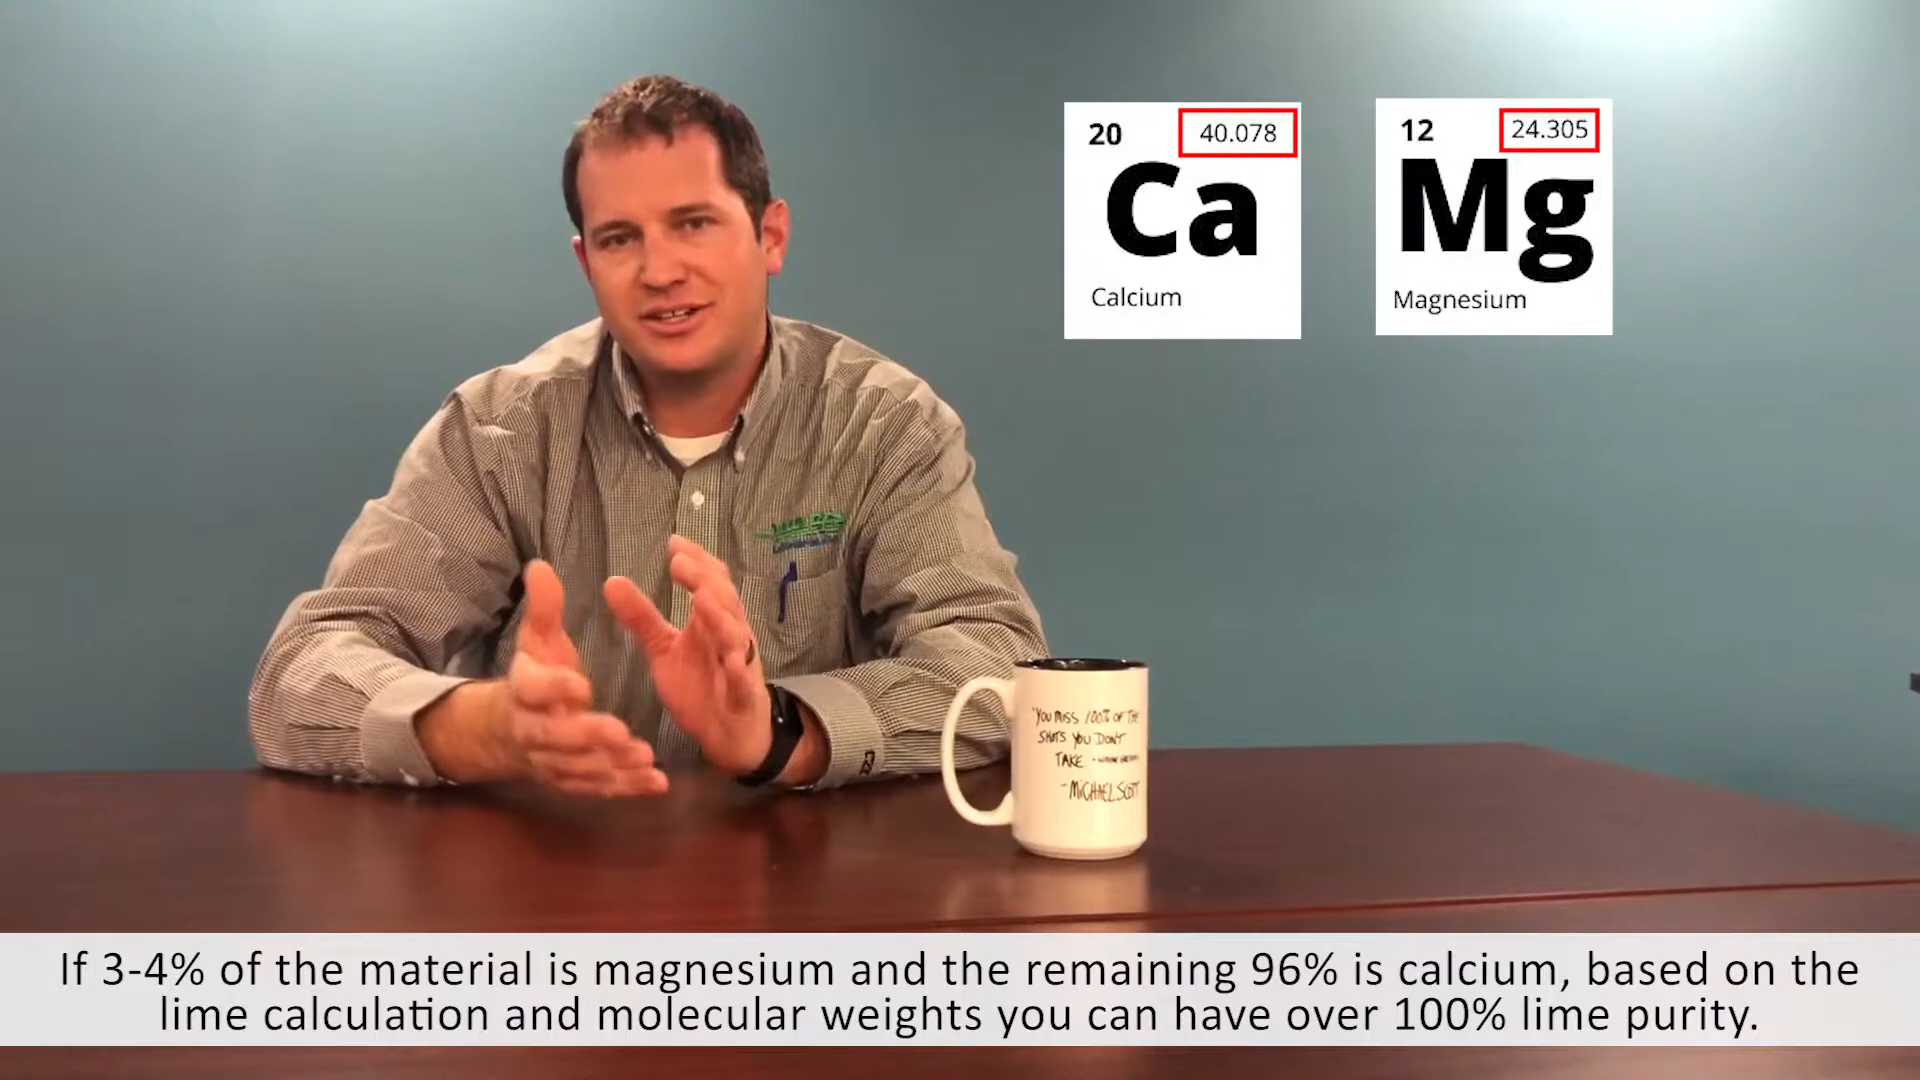 20 40.078
Ca
Calcium
12 24.305
Mg
Magnesium
"YOU MISS 100% OF THE
SHOTS YOU DON'T
TAKE -
- MICHAEL SCOTT
If 3-4% of the material is magnesium and the remaining 96% is calcium, based on the
lime calculation and molecular weights you can have over 100% lime purity.